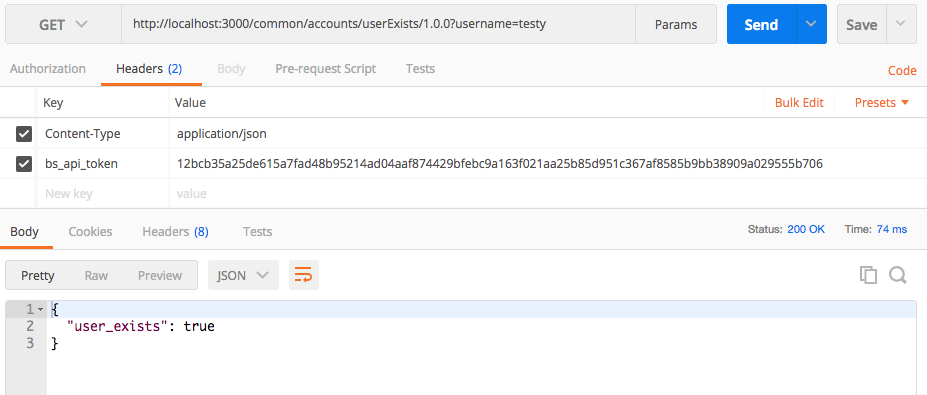 GET http://localhost:3000/common/accounts/userExists/1.0.0?username=testy Params Send Save
Authorization Headers (2) Body Pre-request Script Tests Code
Key Value Bulk Edit Presets
Content-Type application/json
bs_api_token 12bcb35a25de615a7fad48b95214ad04aaf874429bfebc9a163f021aa25b85d951c367af8585b9bb38909a029555b706
New key value
Body Cookies Headers (8) Tests Status: 200 OK Time: 74 ms
Pretty Raw Preview JSON
1 {
2 "user_exists": true
3 }